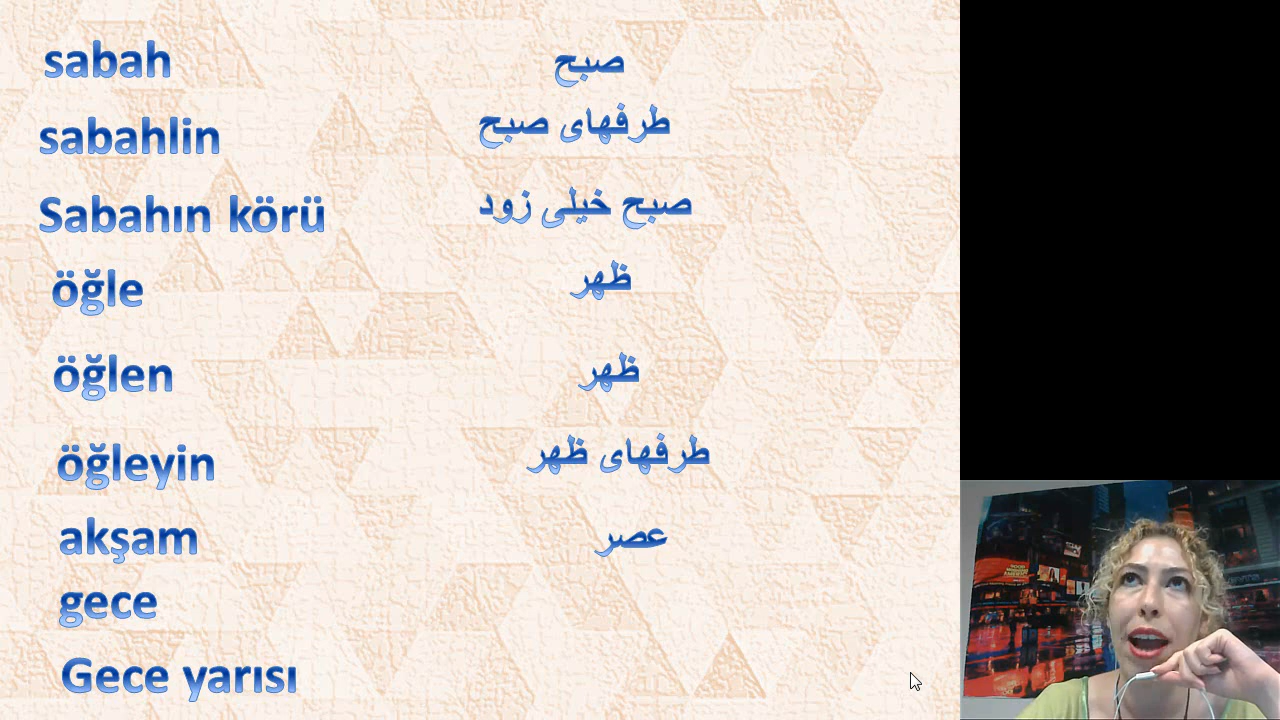 sabah صبح
sabahlin طرفهای صبح
Sabahın körü صبح خیلی زود
öğle ظهر
öğlen ظهر
öğleyin طرفهای ظهر
akşam عصر
gece
Gece yarısı